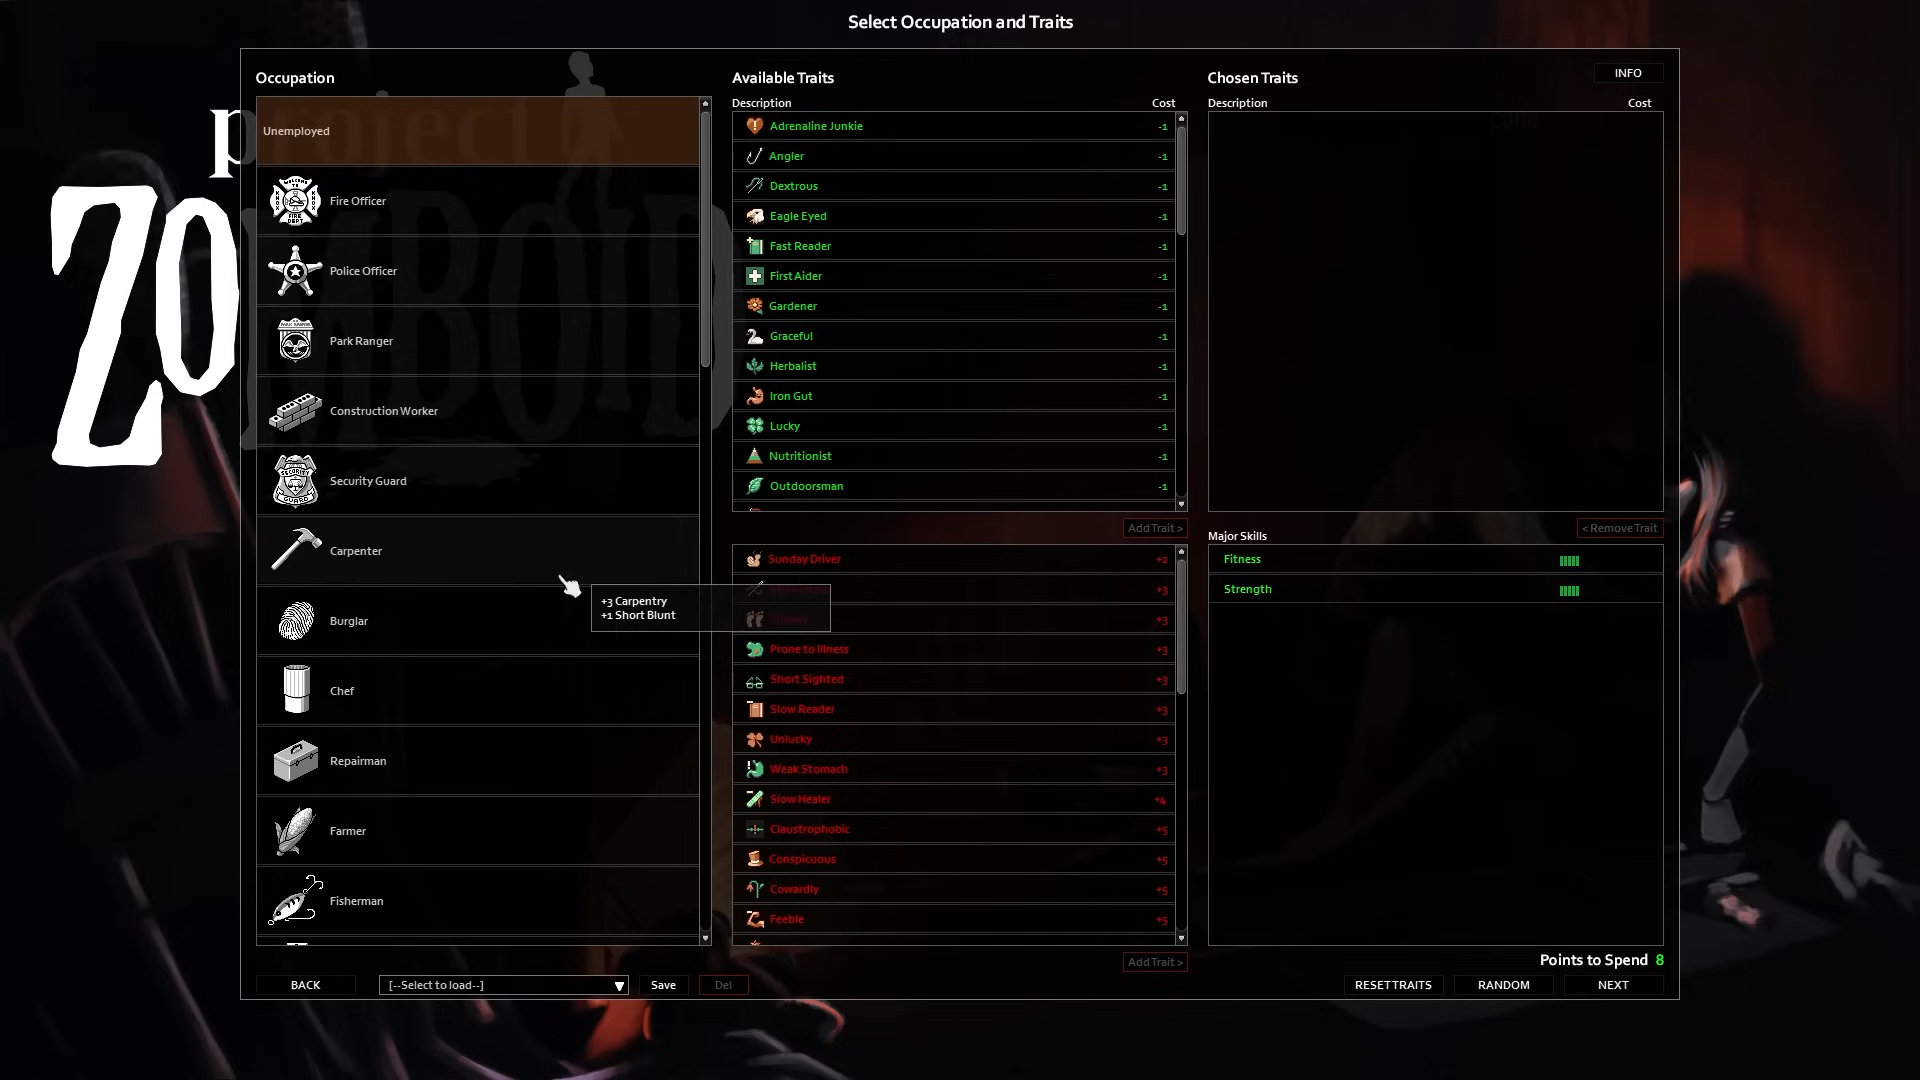 Select Occupation and Traits
Occupation
Available Traits
Chosen Traits
INFO
Description
Cost
Description
Cost
project
ZOMBOID
Unemployed
Fire Officer
Police Officer
Park Ranger
Construction Worker
Security Guard
Carpenter
Burglar
Chef
Repairman
Farmer
Fisherman
Adrenaline Junkie -1
Angler -1
Dextrous -1
Eagle Eyed -1
Fast Reader -1
First Aider -1
Gardener -1
Graceful -1
Herbalist -1
Iron Gut -1
Lucky -1
Nutritionist -1
Outdoorsman -1
Add Trait >
< Remove Trait
+3 Carpentry
+1 Short Blunt
Sunday Driver +2
+3
+3
Prone to Illness +3
Short Sighted +3
Slow Reader +3
Unlucky +3
Weak Stomach +3
Slow Healer +4
Claustrophobic +5
Conspicuous +5
Cowardly +5
Feeble +5
Add Trait >
Major Skills
Fitness
Strength
Points to Spend 8
BACK
[--Select to load--]
Save
Del
RESET TRAITS
RANDOM
NEXT